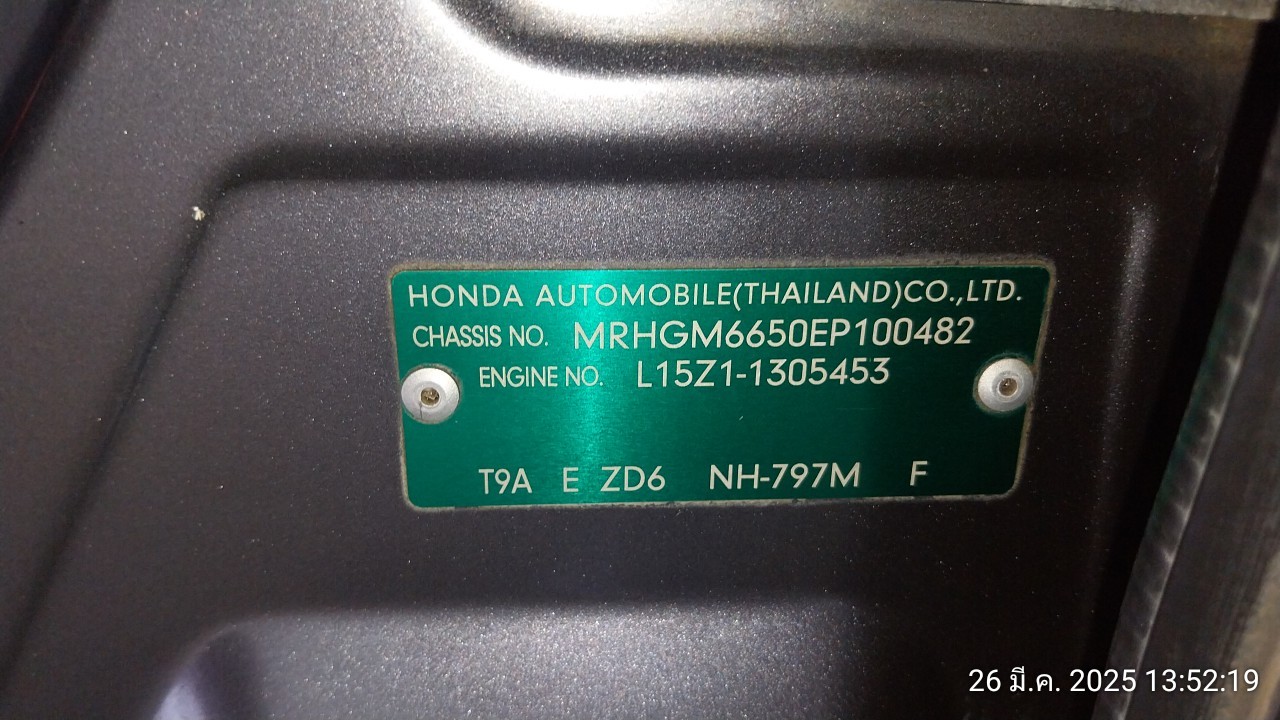 HONDA AUTOMOBILE(THAILAND)CO.,LTD.
CHASSIS NO. MRHGM6650EP100482
ENGINE NO. L15Z1-1305453
T9A E ZD6 NH-797M F
26 มี.ค. 2025 13:52:19